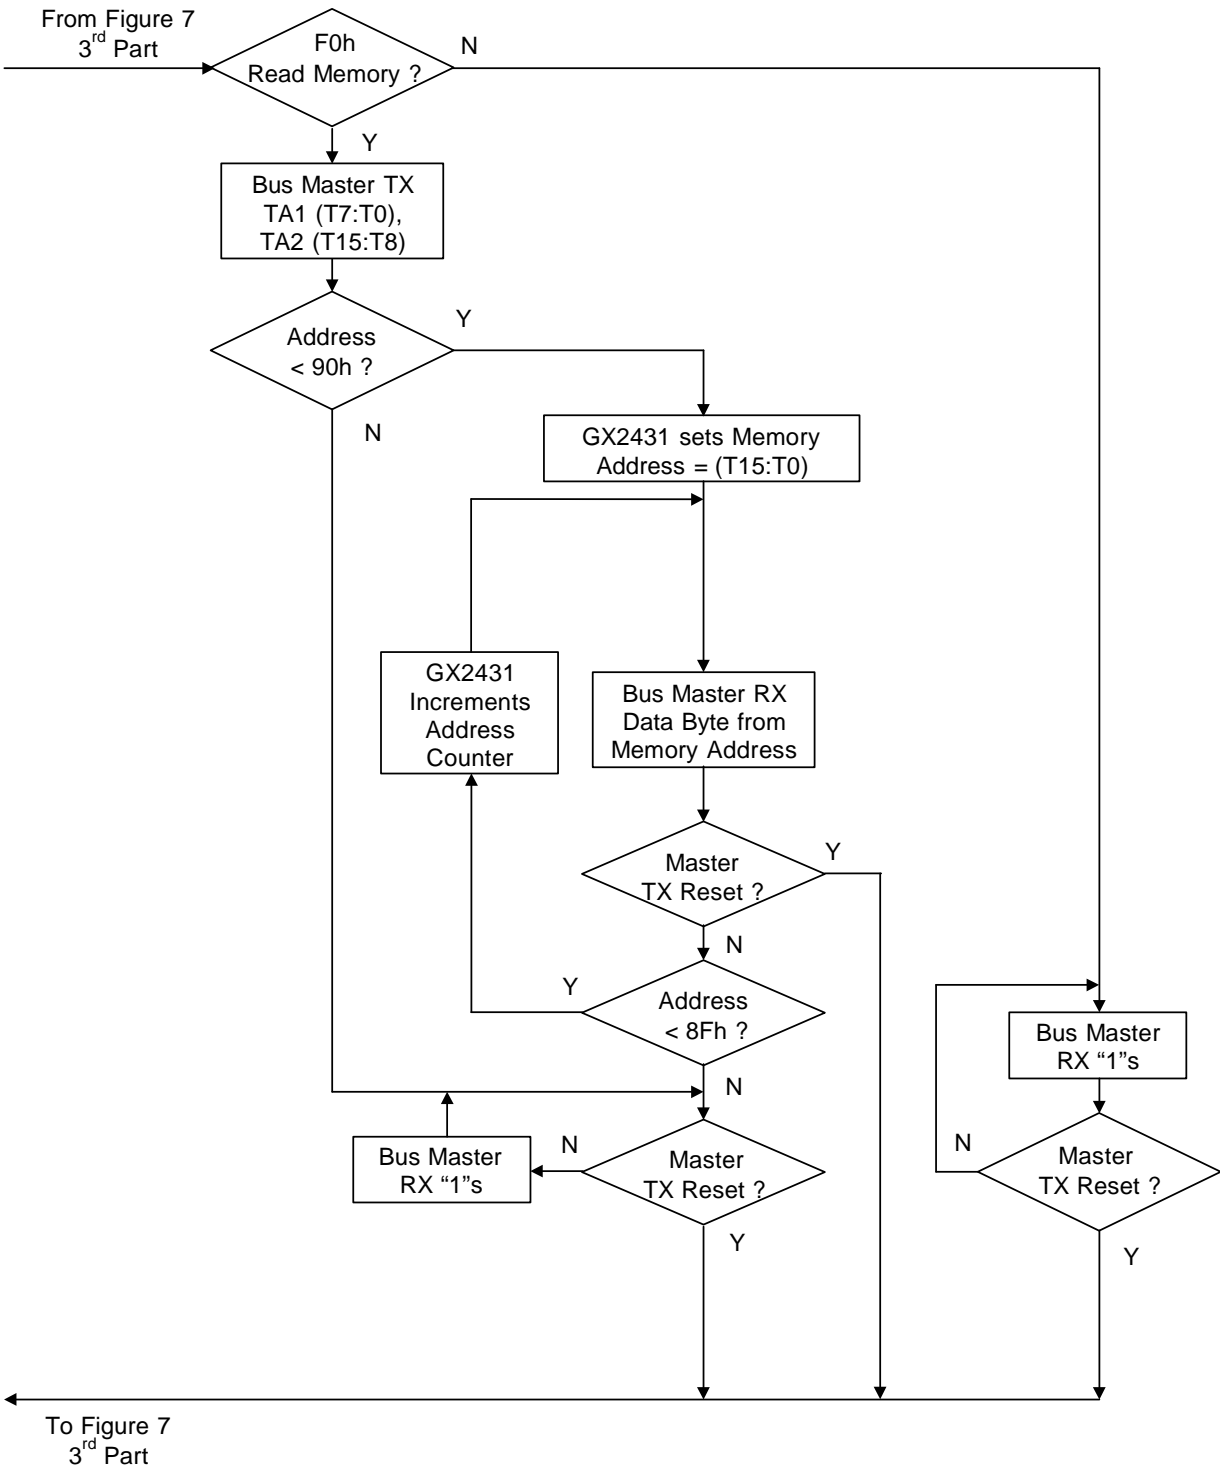 From Figure 7
3rd Part
F0h
Read Memory ?
N
Y
Bus Master TX
TA1 (T7:T0),
TA2 (T15:T8)
Address
< 90h ?
Y
N
GX2431 sets Memory
Address = (T15:T0)
GX2431
Increments
Address
Counter
Bus Master RX
Data Byte from
Memory Address
Master
TX Reset ?
Y
N
Address
< 8Fh ?
Y
N
Bus Master
RX “1”s
N
Master
TX Reset ?
Y
Bus Master
RX “1”s
N
Master
TX Reset ?
Y
To Figure 7
3rd Part